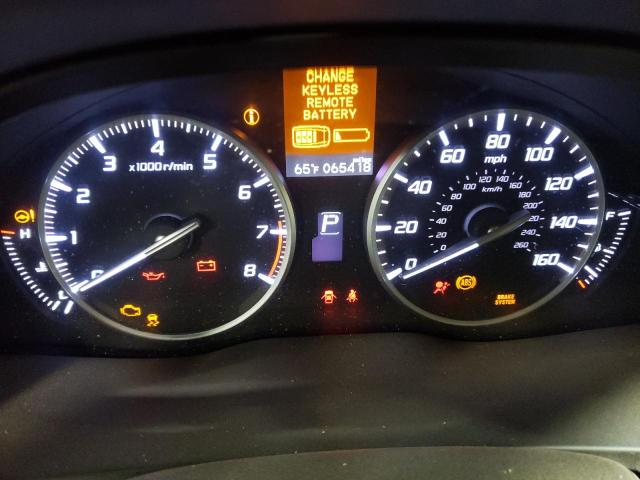 CHANGE
KEYLESS
REMOTE
BATTERY
miles
65°F 065418
x1000r/min
0 1 2 3 4 5 6 7 8
H
P
mph
0 20 40 60 80 100 120 140 160
km/h
0 20 40 60 80 100 120 140 160 180 200 220 240 260
F
ABS
BRAKE
SYSTEM